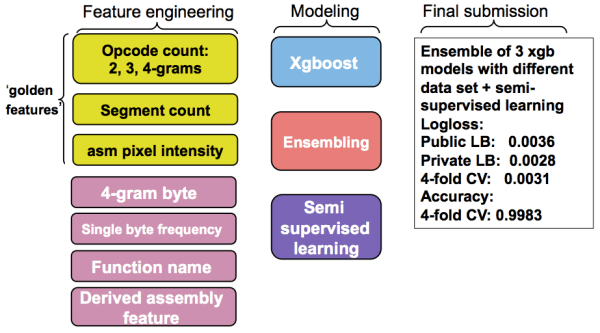 Feature engineering
Modeling
Final submission
'golden
features'
Opcode count:
2, 3, 4-grams
Segment count
asm pixel intensity
4-gram byte
Single byte frequency
Function name
Derived assembly
feature
Xgboost
Ensembling
Semi
supervised
learning
Ensemble of 3 xgb
models with different
data set + semi-
supervised learning
Logloss:
Public LB: 0.0036
Private LB: 0.0028
4-fold CV: 0.0031
Accuracy:
4-fold CV: 0.9983